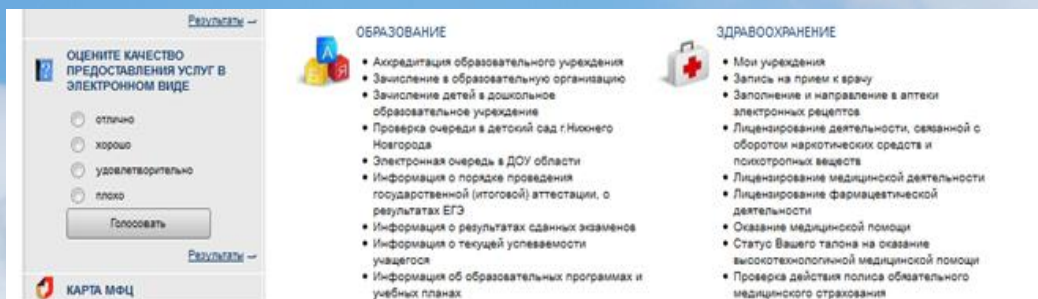 Результаты →
ОЦЕНИТЕ КАЧЕСТВО
ПРЕДОСТАВЛЕНИЯ УСЛУГ В
ЭЛЕКТРОННОМ ВИДЕ
отлично
хорошо
удовлетворительно
плохо
Голосовать
Результаты →
КАРТА МФЦ
ОБРАЗОВАНИЕ
• Аккредитация образовательного учреждения
• Зачисление в образовательную организацию
• Зачисление детей в дошкольное
образовательное учреждение
• Проверка очереди в детский сад г.Нижнего
Новгорода
• Электронная очередь в ДОУ области
• Информация о порядке проведения
государственной (итоговой) аттестации, о
результатах ЕГЭ
• Информация о результатах сданных экзаменов
• Информация о текущей успеваемости
учащегося
• Информация об образовательных программах и
учебных планах
ЗДРАВООХРАНЕНИЕ
• Мои учреждения
• Запись на прием к врачу
• Заполнение и направление в аптеки
электронных рецептов
• Лицензирование деятельности, связанной с
оборотом наркотических средств и
психотропных веществ
• Лицензирование медицинской деятельности
• Лицензирование фармацевтической
деятельности
• Оказание медицинской помощи
• Статус Вашего талона на оказание
высокотехнологичной медицинской помощи
• Проверка действия полиса обязательного
медицинского страхования